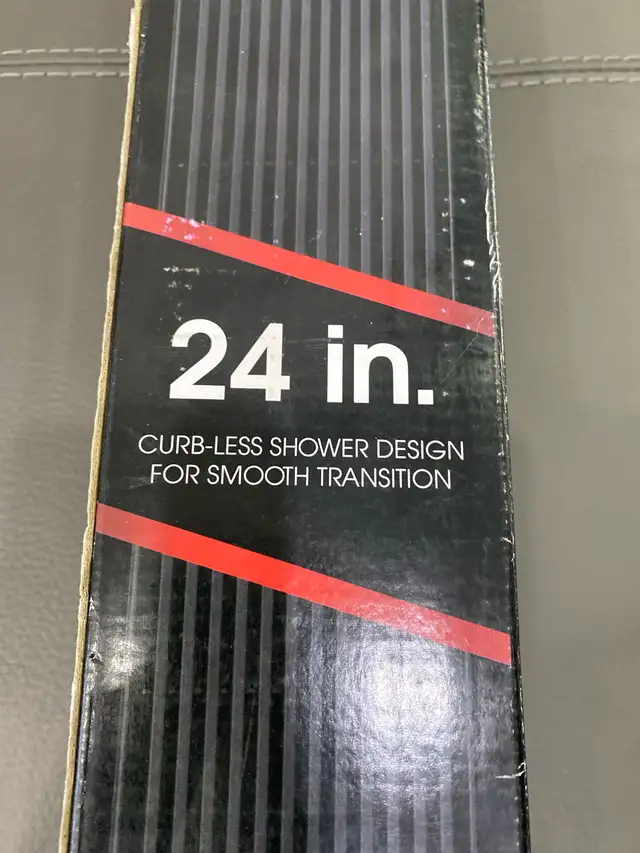 24 in.
CURB-LESS SHOWER DESIGN
FOR SMOOTH TRANSITION